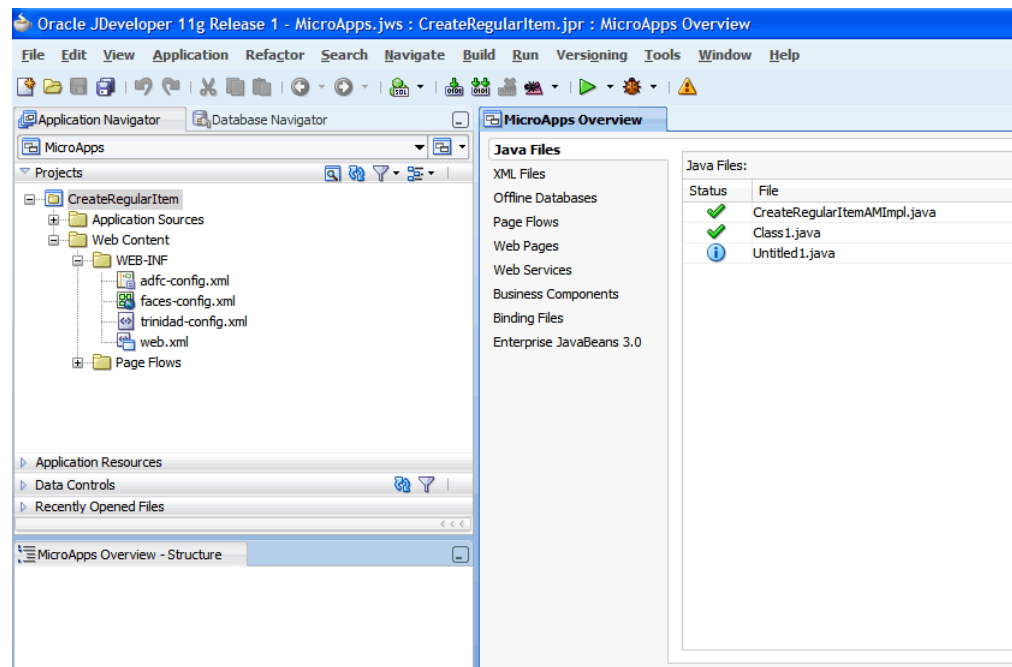 Oracle JDeveloper 11g Release 1 - MicroApps.jws : CreateRegularItem.jpr : MicroApps Overview
File Edit View Application Refactor Search Navigate Build Run Versioning Tools Window Help
Application Navigator Database Navigator
MicroApps
Projects
CreateRegularItem
Application Sources
Web Content
WEB-INF
adfc-config.xml
faces-config.xml
trinidad-config.xml
web.xml
Page Flows
Application Resources
Data Controls
Recently Opened Files
MicroApps Overview - Structure
MicroApps Overview
Java Files
XML Files
Offline Databases
Page Flows
Web Pages
Web Services
Business Components
Binding Files
Enterprise JavaBeans 3.0
Java Files:
Status File
CreateRegularItemAMImpl.java
Class1.java
Untitled1.java